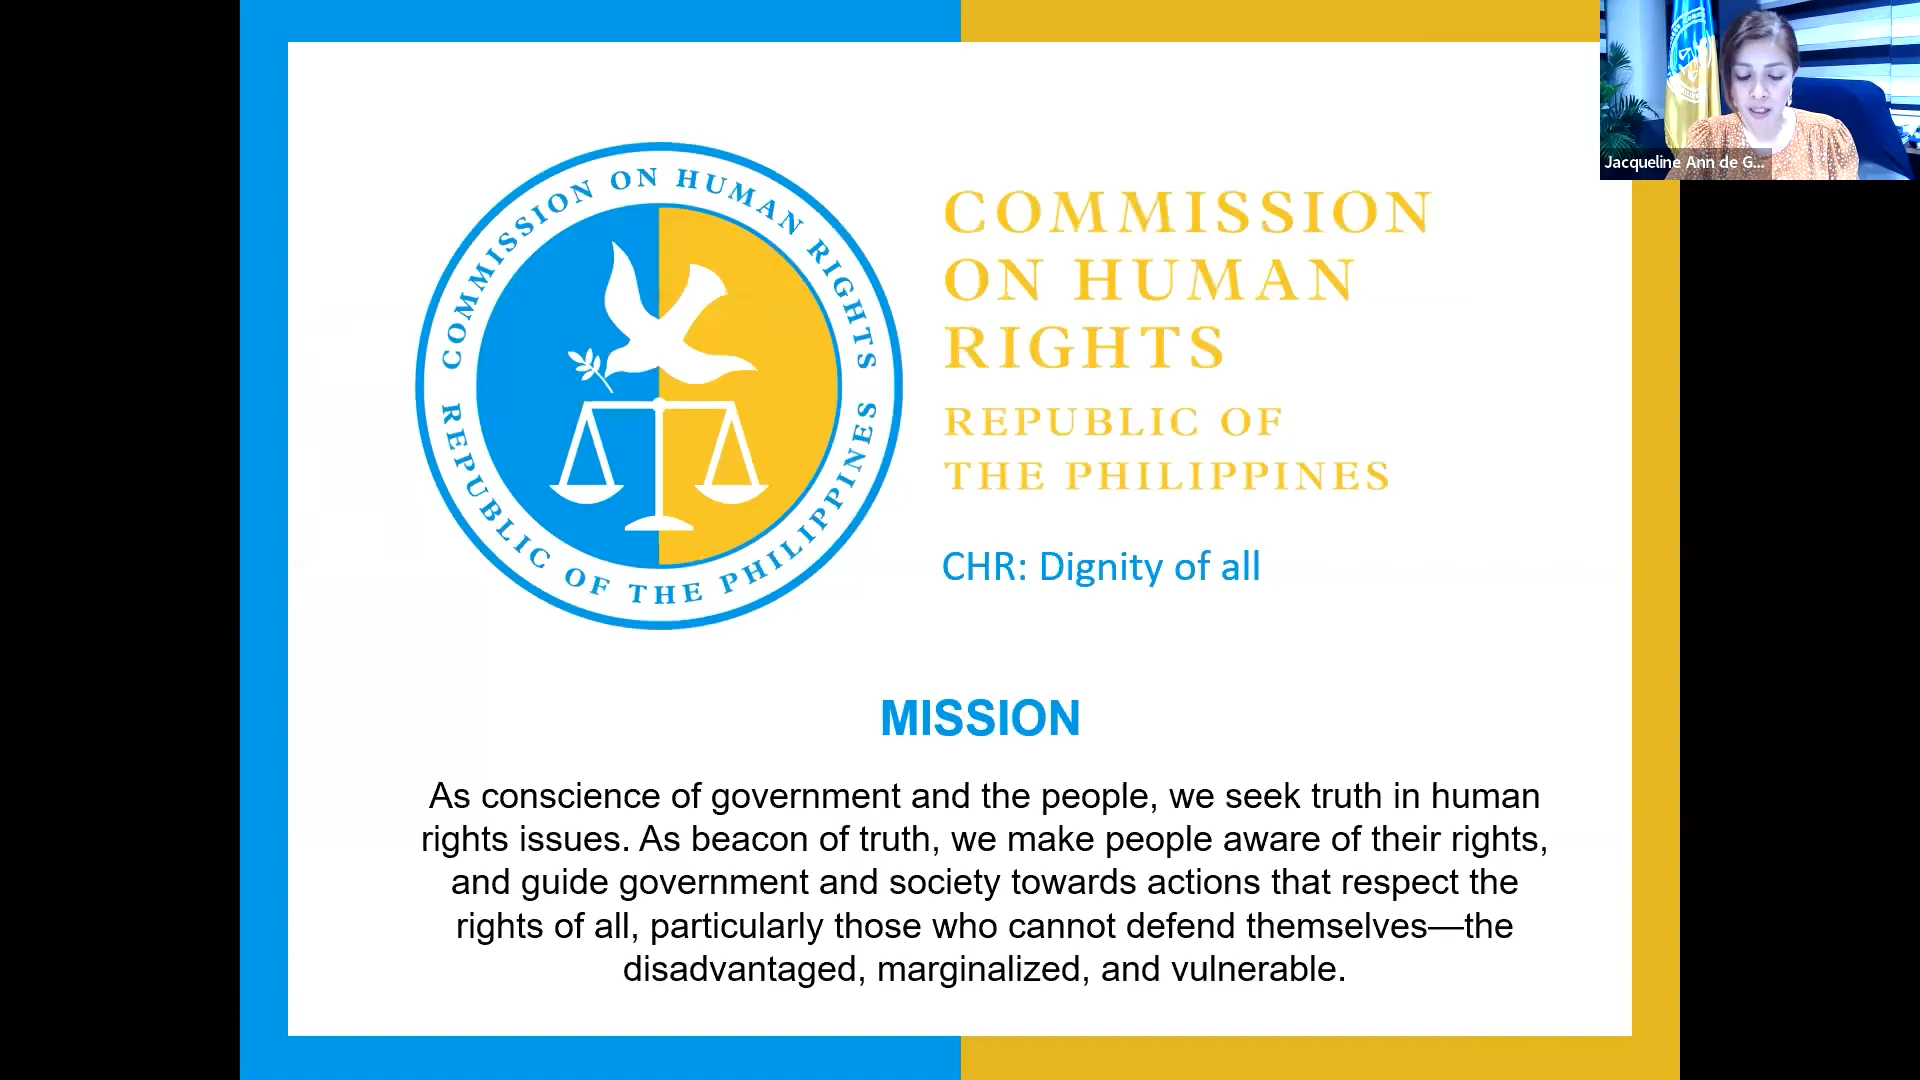 COMMISSION ON HUMAN RIGHTS
REPUBLIC OF THE PHILIPPINES
COMMISSION
ON HUMAN
RIGHTS
REPUBLIC OF
THE PHILIPPINES
CHR: Dignity of all
MISSION
As conscience of government and the people, we seek truth in human
rights issues. As beacon of truth, we make people aware of their rights,
and guide government and society towards actions that respect the
rights of all, particularly those who cannot defend themselves—the
disadvantaged, marginalized, and vulnerable.
Jacqueline Ann de G...